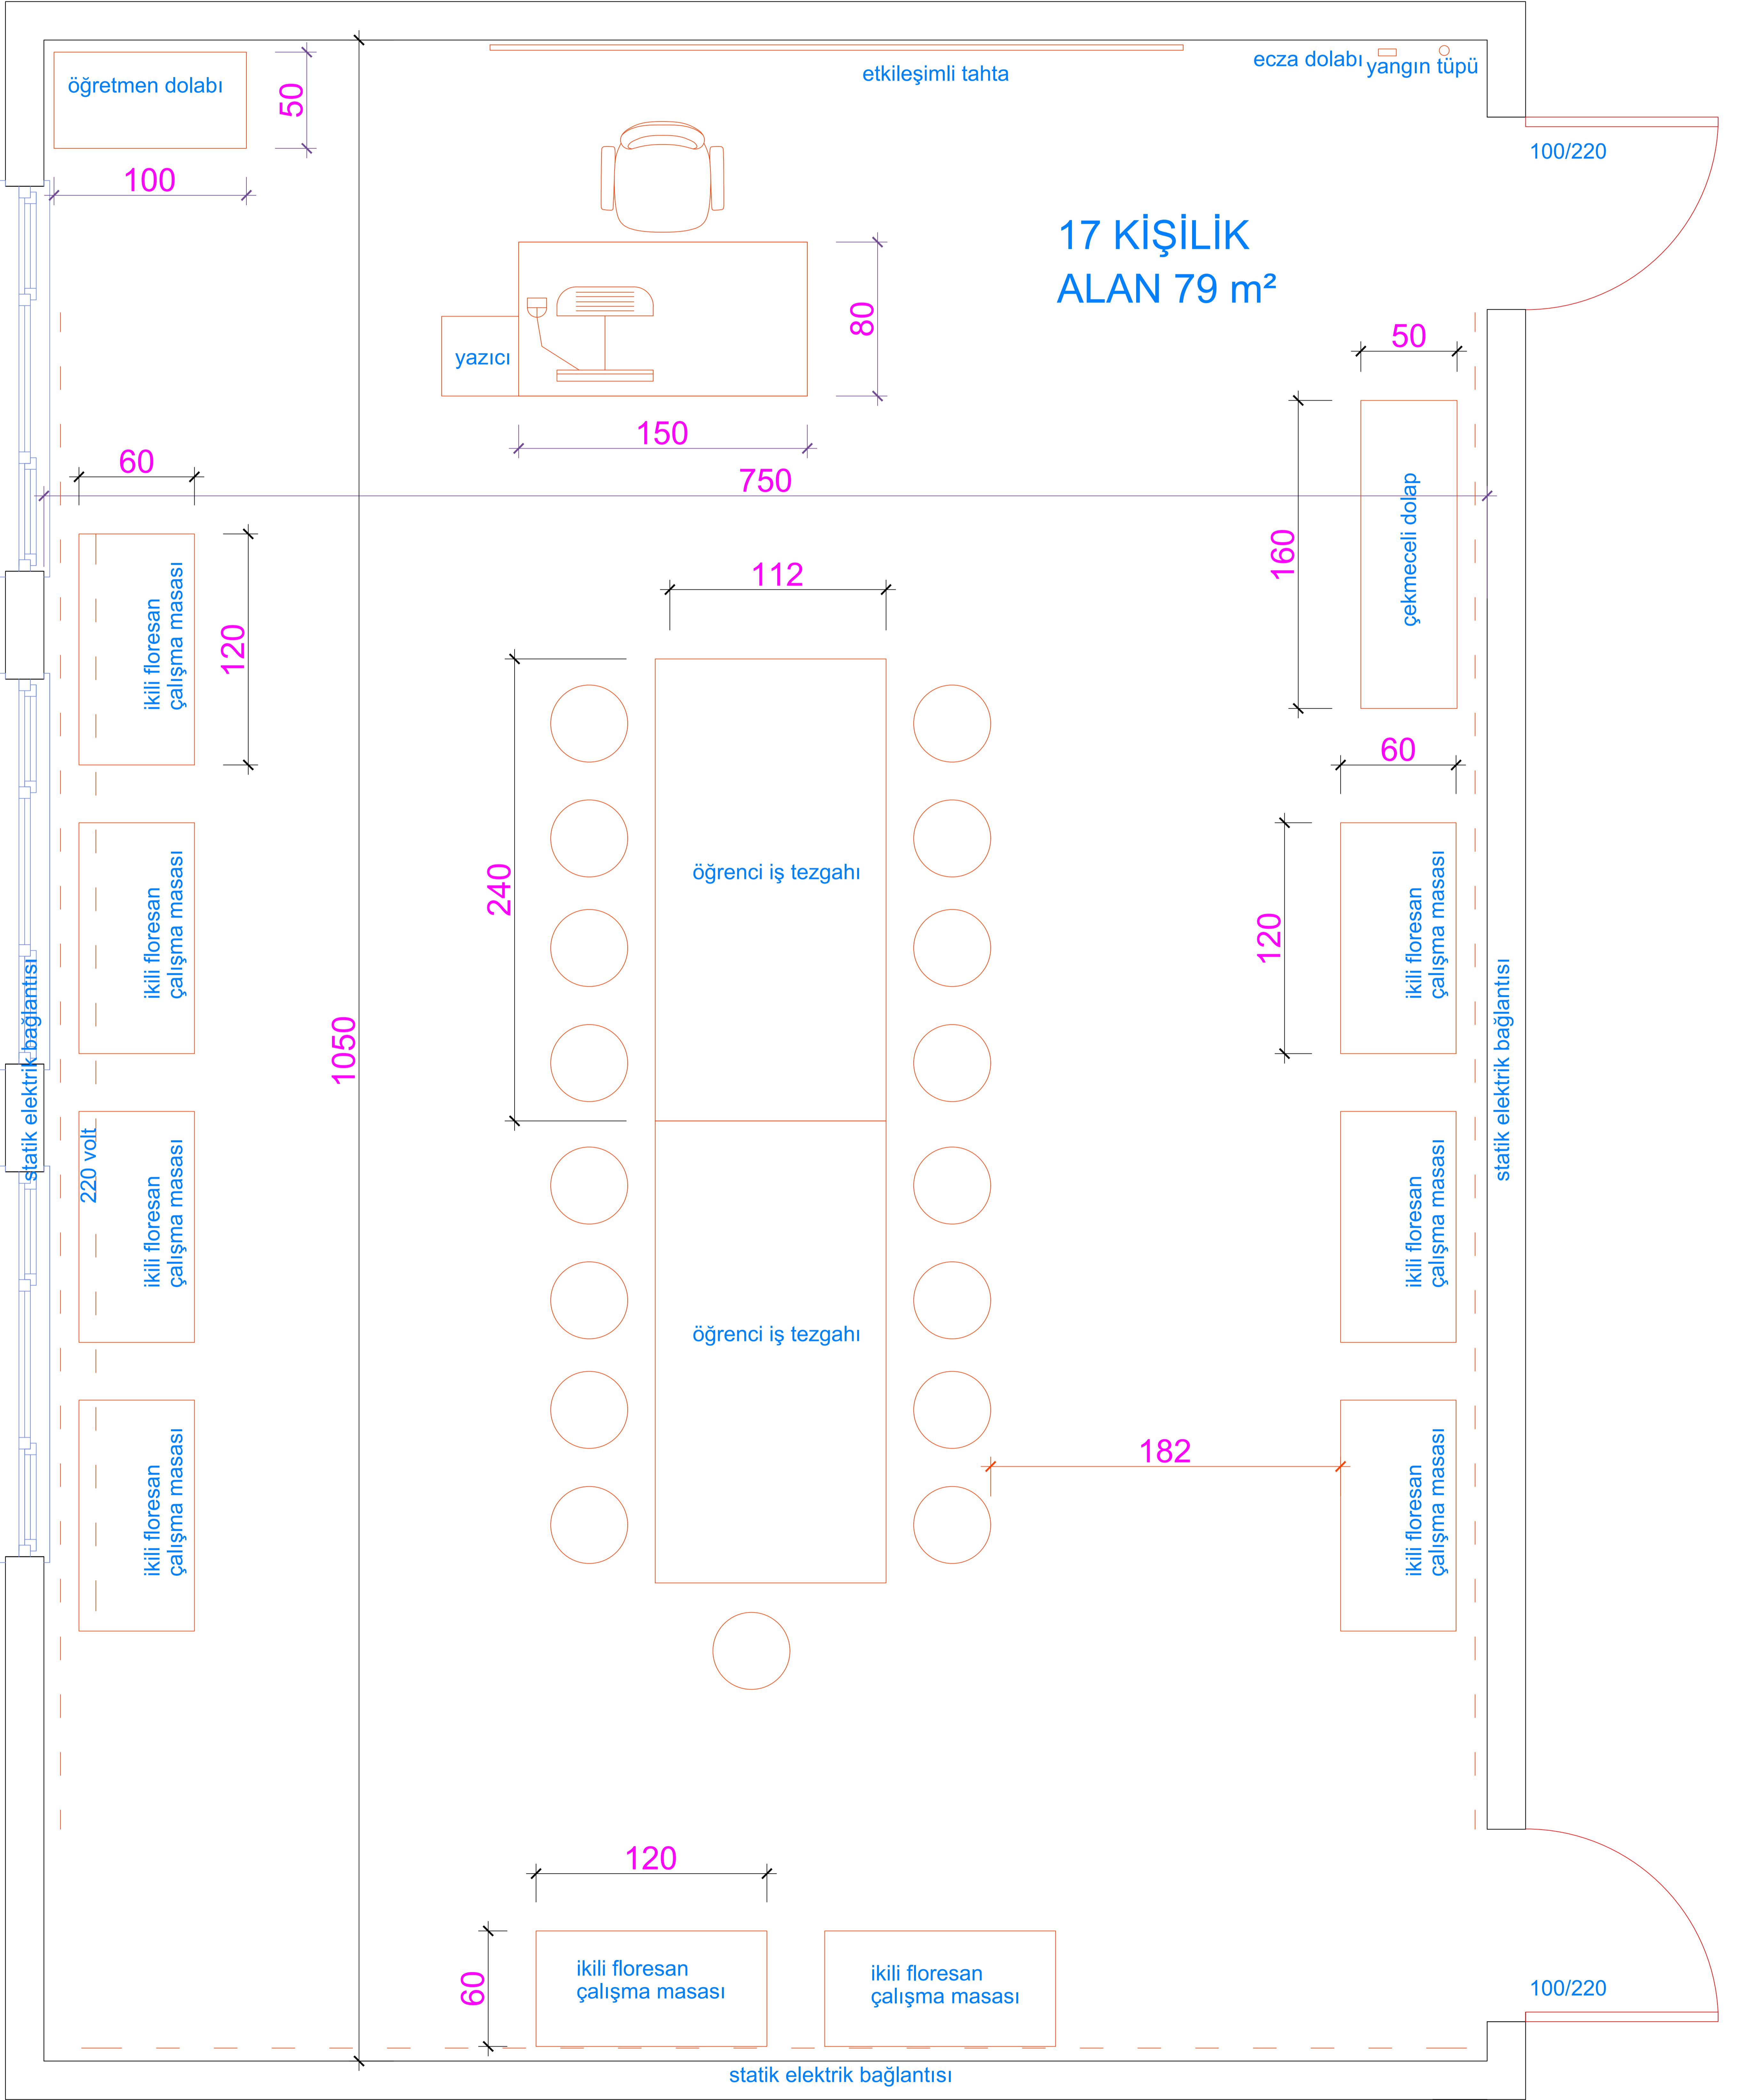 etkileşimli tahta
ecza dolabı
yangın tüpü
öğretmen dolabı
50
100
100/220
17 KİŞİLİK
ALAN 79 m²
80
yazıcı
50
150
60
750
çekmeceli dolap
160
112
ikili floresan
çalışma masası
120
60
240
öğrenci iş tezgahı
ikili floresan
çalışma masası
120
ikili floresan
çalışma masası
statik elektrik bağlantısı
1050
statik elektrik bağlantısı
220 volt
ikili floresan
çalışma masası
ikili floresan
çalışma masası
öğrenci iş tezgahı
182
ikili floresan
çalışma masası
ikili floresan
çalışma masası
120
60
ikili floresan
çalışma masası
ikili floresan
çalışma masası
100/220
statik elektrik bağlantısı